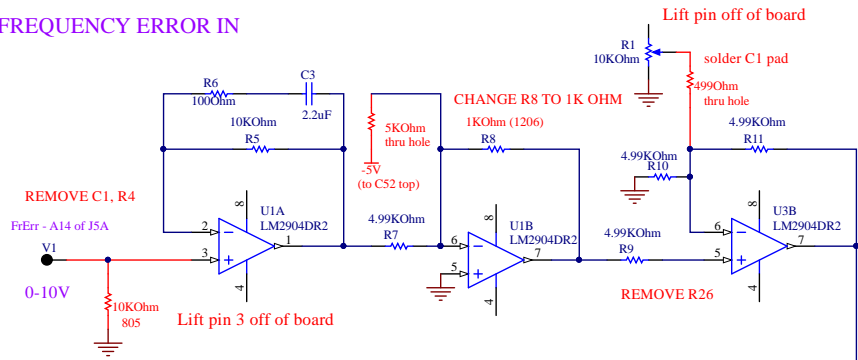 FREQUENCY ERROR IN
Lift pin off of board
R1
10KOhm
solder C1 pad
499Ohm
thru hole
R6
100Ohm
C3
2.2uF
10KOhm
R5
5KOhm
thru hole
-5V
(to C52 top)
CHANGE R8 TO 1K OHM
1KOhm (1206)
R8
4.99KOhm
R11
4.99KOhm
R10
REMOVE C1, R4
FrErr - A14 of J5A
V1
0-10V
10KOhm
805
Lift pin 3 off of board
8
2
3
1
4
U1A
LM2904DR2
4.99KOhm
R7
8
6
5
7
4
U1B
LM2904DR2
4.99KOhm
R9
REMOVE R26
8
6
5
7
4
U3B
LM2904DR2